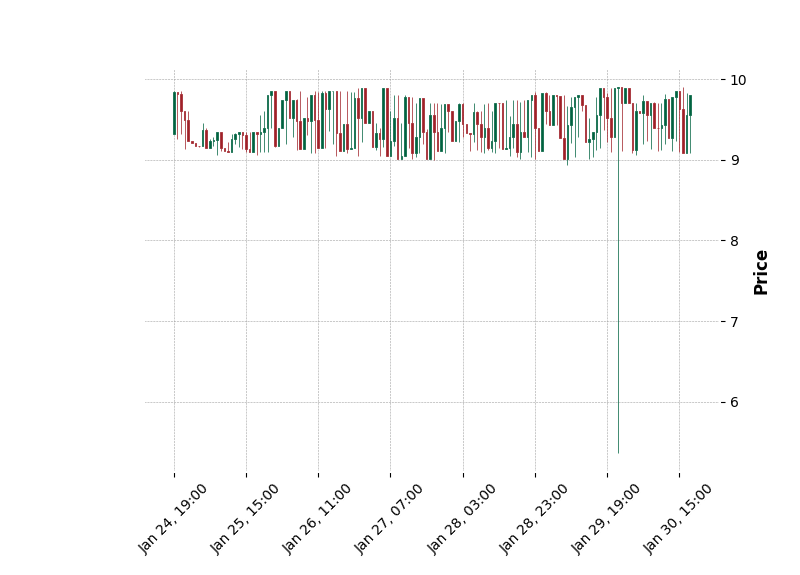 10
9
8
7
6
Price
Jan 24, 19:00
Jan 25, 15:00
Jan 26, 11:00
Jan 27, 07:00
Jan 28, 03:00
Jan 28, 23:00
Jan 29, 19:00
Jan 30, 15:00